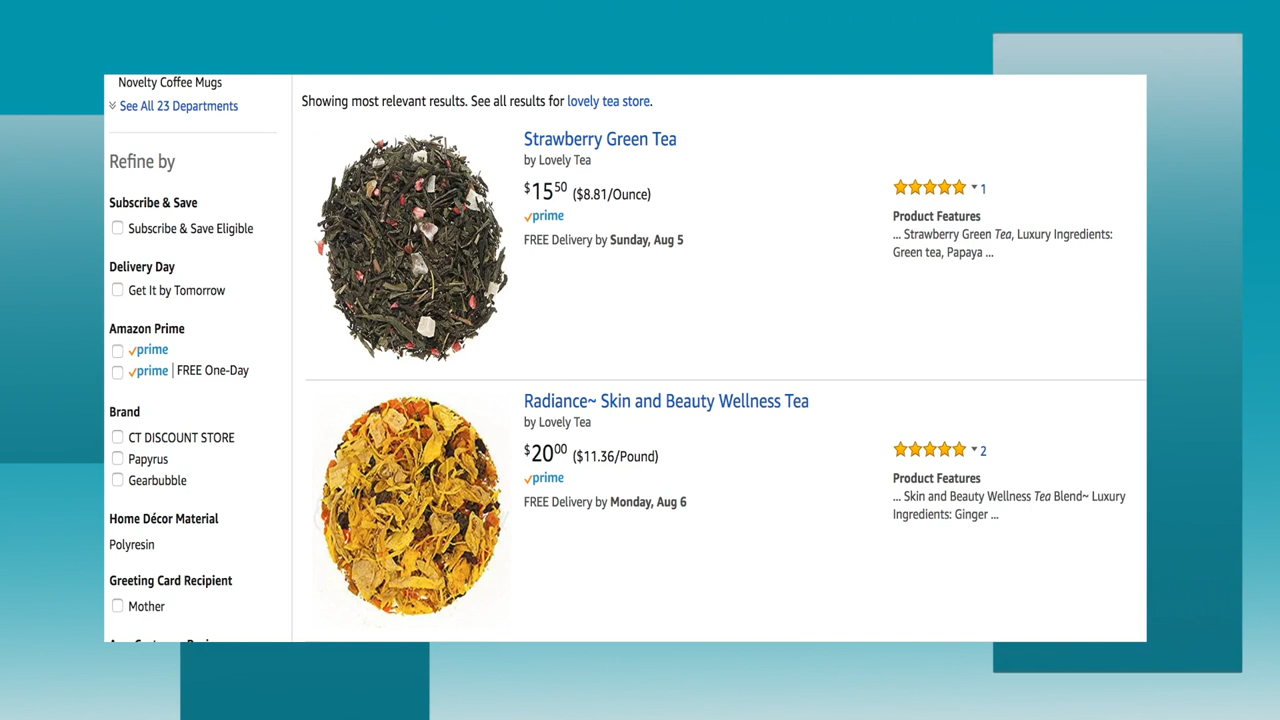 Novelty Coffee Mugs
See All 23 Departments
Refine by
Subscribe & Save
Subscribe & Save Eligible
Delivery Day
Get It by Tomorrow
Amazon Prime
prime
prime | FREE One-Day
Brand
CT DISCOUNT STORE
Papyrus
Gearbubble
Home Décor Material
Polyresin
Greeting Card Recipient
Mother
Showing most relevant results. See all results for lovely tea store.
Strawberry Green Tea
by Lovely Tea
$1550 ($8.81/Ounce)
prime
FREE Delivery by Sunday, Aug 5
1
Product Features
... Strawberry Green Tea, Luxury Ingredients:
Green tea, Papaya ...
Radiance~ Skin and Beauty Wellness Tea
by Lovely Tea
$2000 ($11.36/Pound)
prime
FREE Delivery by Monday, Aug 6
2
Product Features
... Skin and Beauty Wellness Tea Blend~ Luxury
Ingredients: Ginger ...